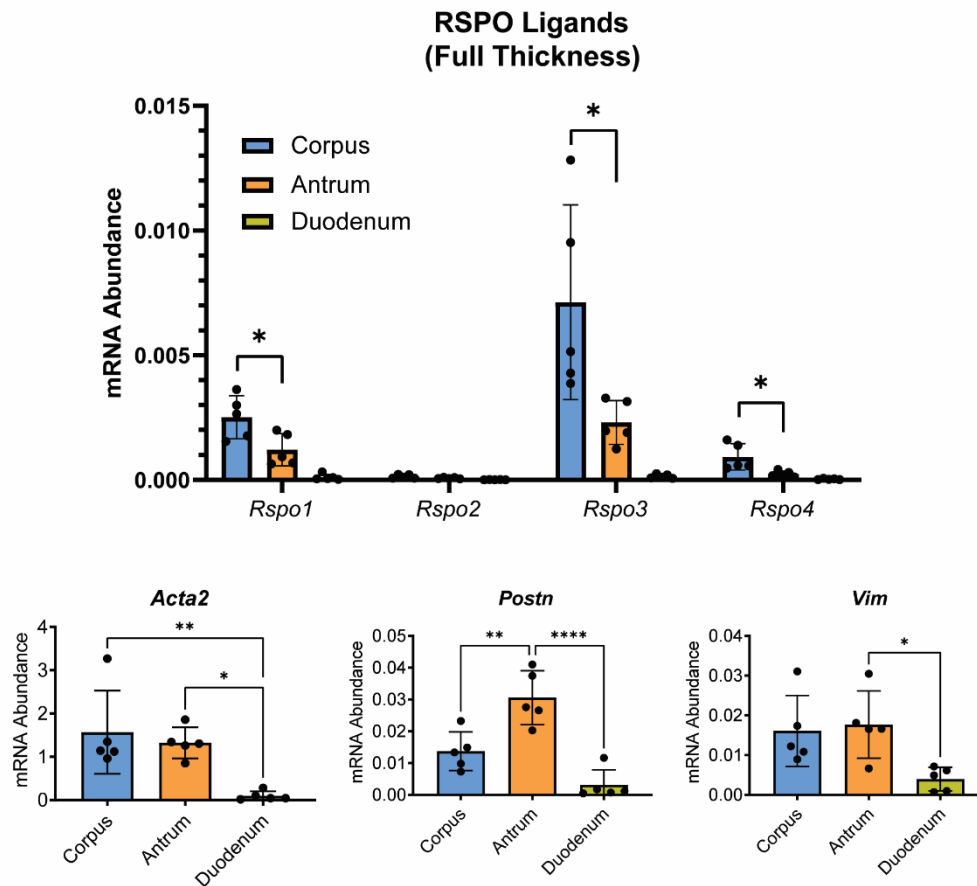 RSPO Ligands
(Full Thickness)
mRNA Abundance
0.015
0.010
0.005
0.000
Corpus
Antrum
Duodenum
*
*
*
Rspo1
Rspo2
Rspo3
Rspo4
Acta2
mRNA Abundance
4
3
2
1
0
**
*
Corpus
Antrum
Duodenum
Postn
mRNA Abundance
0.05
0.04
0.03
0.02
0.01
0.00
**
****
Corpus
Antrum
Duodenum
Vim
mRNA Abundance
0.04
0.03
0.02
0.01
0.00
*
Corpus
Antrum
Duodenum